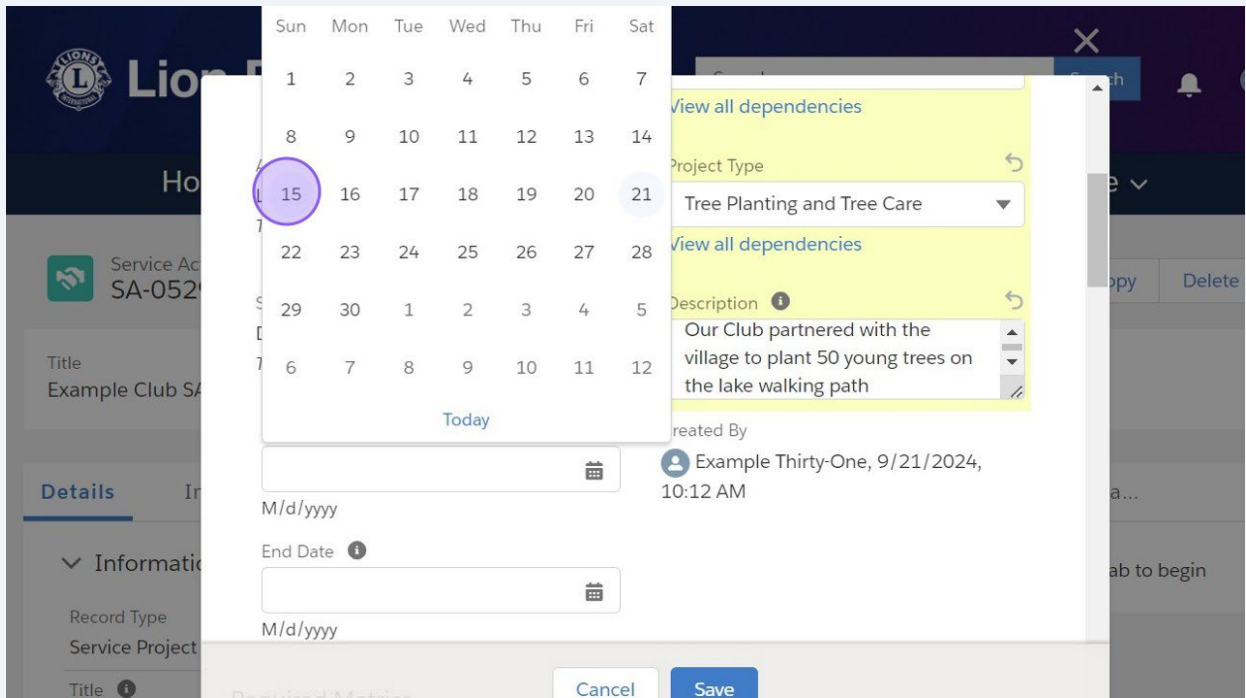 Sun Mon Tue Wed Thu Fri Sat
1 2 3 4 5 6 7
8 9 10 11 12 13 14
15 16 17 18 19 20 21
22 23 24 25 26 27 28
29 30 1 2 3 4 5
6 7 8 9 10 11 12
Today
LIONS
L
INTERNATIONAL
Lion
Ho
View all dependencies
Project Type
Tree Planting and Tree Care
View all dependencies
Description
Our Club partnered with the
village to plant 50 young trees on
the lake walking path
Created By
Example Thirty-One, 9/21/2024,
10:12 AM
M/d/yyyy
End Date
M/d/yyyy
Required Metrics
Cancel Save
Service Ac
SA-052
Delete
Title
Example Club SA
Details
Informatio
ab to begin
Record Type
Service Project
Title